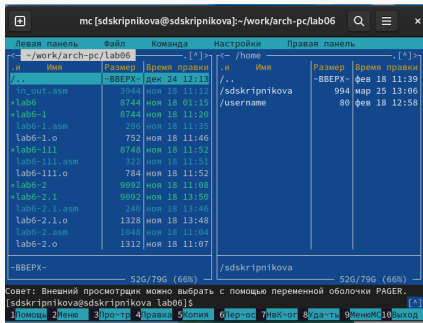 mc [sdskripnikova@sdskripnikova]:~/work/arch-pc/lab06
Левая панель Файл Команда Настройки Правая панель
<— ~/work/arch-pc/lab06 .[^]> <— /home .[^]>
.и Имя Размер Время правки .и Имя Размер Время правки
/.. -ВВЕРХ- дек 24 12:13 /.. -ВВЕРХ- фев 18 11:39
in_out.asm 3944 ноя 18 11:12 /sdskripnikova 994 мар 25 13:06
*lab6 8744 ноя 18 01:15 /username 80 фев 18 12:58
*lab6-1 8744 ноя 18 11:20
lab6-1.asm 296 ноя 18 11:35
lab6-1.o 752 ноя 18 11:40
*lab6-111 8748 ноя 18 11:52
lab6-111.asm 322 ноя 18 11:51
lab6-111.o 784 ноя 18 11:52
*lab6-2 9092 ноя 18 11:08
*lab6-2.1 9092 ноя 18 13:50
lab6-2.1.asm 240 ноя 18 13:46
lab6-2.1.o 1328 ноя 18 13:48
lab6-2.asm 1048 ноя 18 11:04
lab6-2.o 1312 ноя 18 11:07
-ВВЕРХ- /sdskripnikova
52G/79G (66%) 52G/79G (66%)
Совет: Внешний просмотрщик можно выбрать с помощью переменной оболочки PAGER.
[sdskripnikova@sdskripnikova lab06]$ [^]
1Помощь 2Меню 3Про~тр 4Правка 5Копия 6Пер~ос 7НвК~ог 8Уда~ть 9МенюMC 10Выход